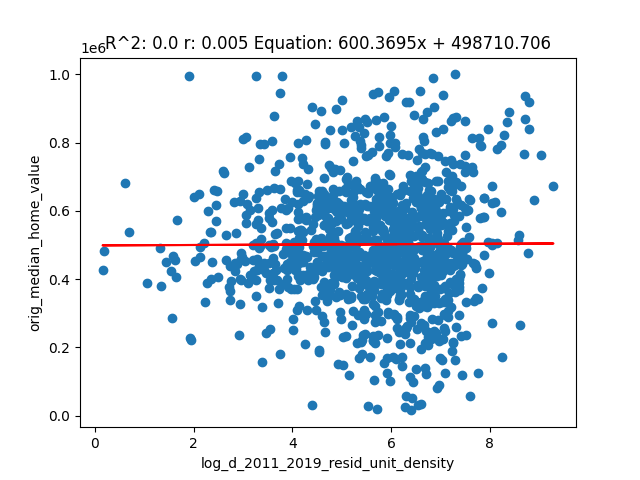 R^2: 0.0 r: 0.005 Equation: 600.3695x + 498710.706
1e6
1.0
0.8
0.6
0.4
0.2
0.0
orig_median_home_value
0 2 4 6 8
log_d_2011_2019_resid_unit_density